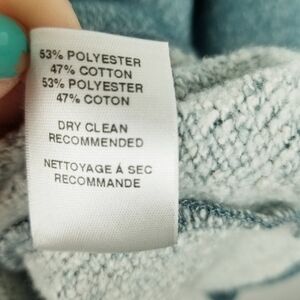 53% POLYESTER
47% COTTON
53% POLYESTER
47% COTON
DRY CLEAN
RECOMMENDED
NETTOYAGE Á SEC
RECOMMANDE